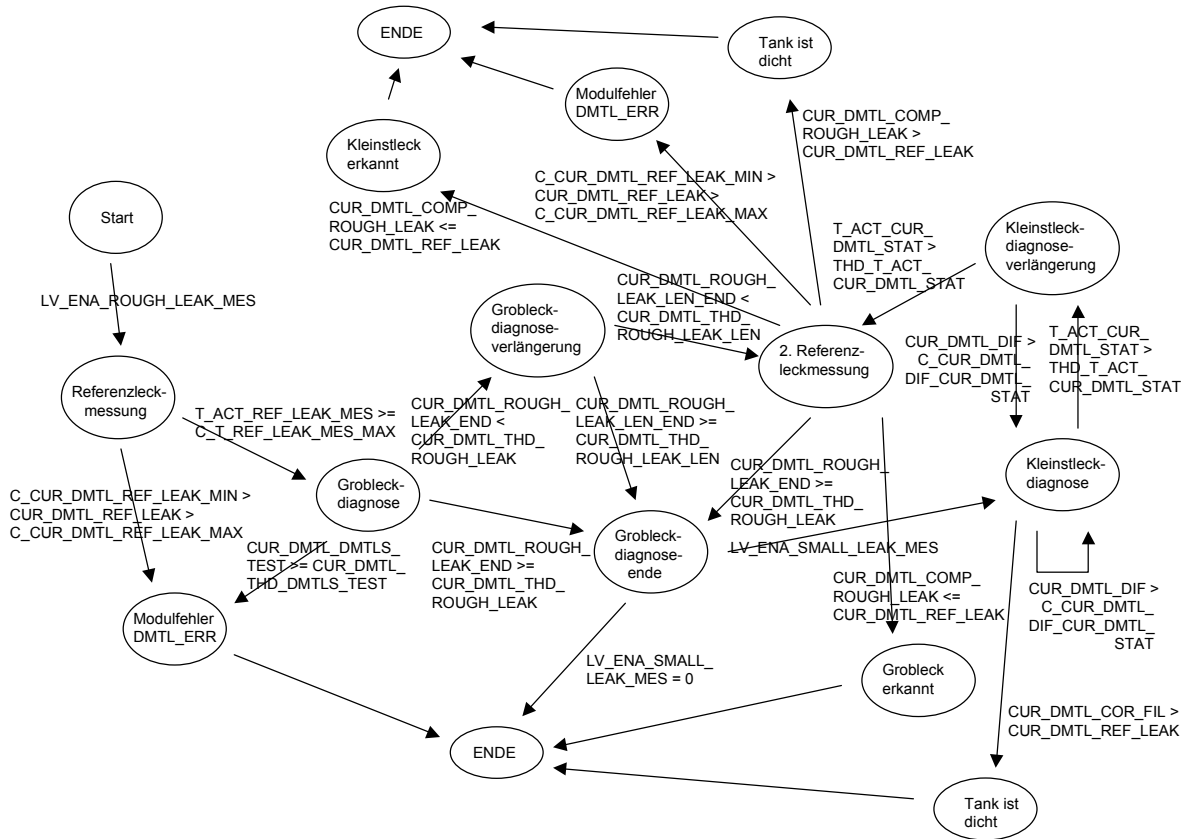 ENDE
Tank ist
dicht
Modulfehler
DMTL_ERR
CUR_DMTL_COMP_
ROUGH_LEAK >
CUR_DMTL_REF_LEAK
Kleinstleck
erkannt
C_CUR_DMTL_REF_LEAK_MIN >
CUR_DMTL_REF_LEAK >
C_CUR_DMTL_REF_LEAK_MAX
Start
CUR_DMTL_COMP_
ROUGH_LEAK <=
CUR_DMTL_REF_LEAK
T_ACT_CUR_
DMTL_STAT >
THD_T_ACT_
CUR_DMTL_STAT
Kleinstleck-
diagnose-
verlängerung
LV_ENA_ROUGH_LEAK_MES
CUR_DMTL_ROUGH_
LEAK_LEN_END <
CUR_DMTL_THD_
ROUGH_LEAK_LEN
Grobleck-
diagnose-
verlängerung
2. Referenz-
leckmessung
CUR_DMTL_DIF >
C_CUR_DMTL_
DIF_CUR_DMTL_
STAT
T_ACT_CUR_
DMTL_STAT >
THD_T_ACT_
CUR_DMTL_STAT
Referenzleck-
messung
T_ACT_REF_LEAK_MES >=
C_T_REF_LEAK_MES_MAX
CUR_DMTL_ROUGH_
LEAK_END <
CUR_DMTL_THD_
ROUGH_LEAK
CUR_DMTL_ROUGH_
LEAK_LEN_END >=
CUR_DMTL_THD_
ROUGH_LEAK_LEN
CUR_DMTL_ROUGH_
LEAK_END >=
CUR_DMTL_THD_
ROUGH_LEAK
Kleinstleck-
diagnose
C_CUR_DMTL_REF_LEAK_MIN >
CUR_DMTL_REF_LEAK >
C_CUR_DMTL_REF_LEAK_MAX
Grobleck-
diagnose
CUR_DMTL_DMTLS_
TEST >= CUR_DMTL_
THD_DMTLS_TEST
CUR_DMTL_ROUGH_
LEAK_END >=
CUR_DMTL_THD_
ROUGH_LEAK
Grobleck-
diagnose-
ende
LV_ENA_SMALL_LEAK_MES
CUR_DMTL_COMP_
ROUGH_LEAK <=
CUR_DMTL_REF_LEAK
CUR_DMTL_DIF >
C_CUR_DMTL_
DIF_CUR_DMTL_
STAT
Modulfehler
DMTL_ERR
LV_ENA_SMALL_
LEAK_MES = 0
Grobleck
erkannt
CUR_DMTL_COR_FIL >
CUR_DMTL_REF_LEAK
ENDE
Tank ist
dicht